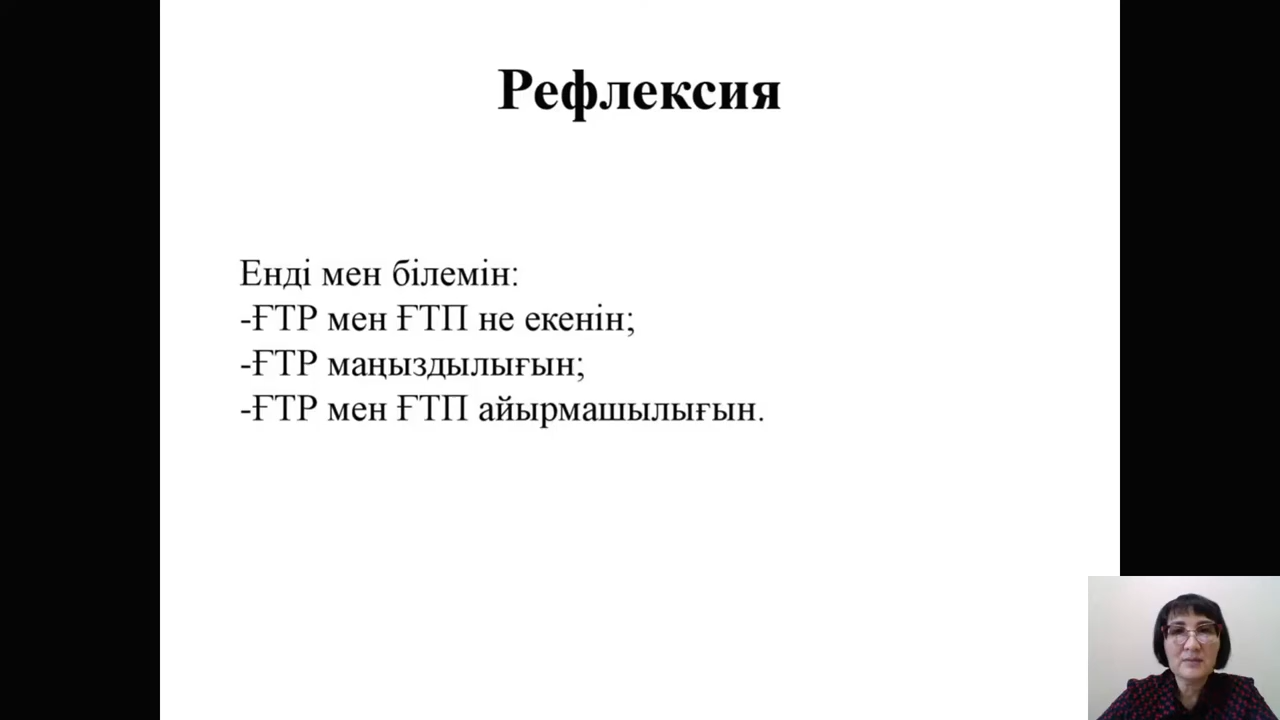 Рефлексия
Енді мен білемін:
-ҒТР мен ҒТП не екенін;
-ҒТР маңыздылығын;
-ҒТР мен ҒТП айырмашылығын.